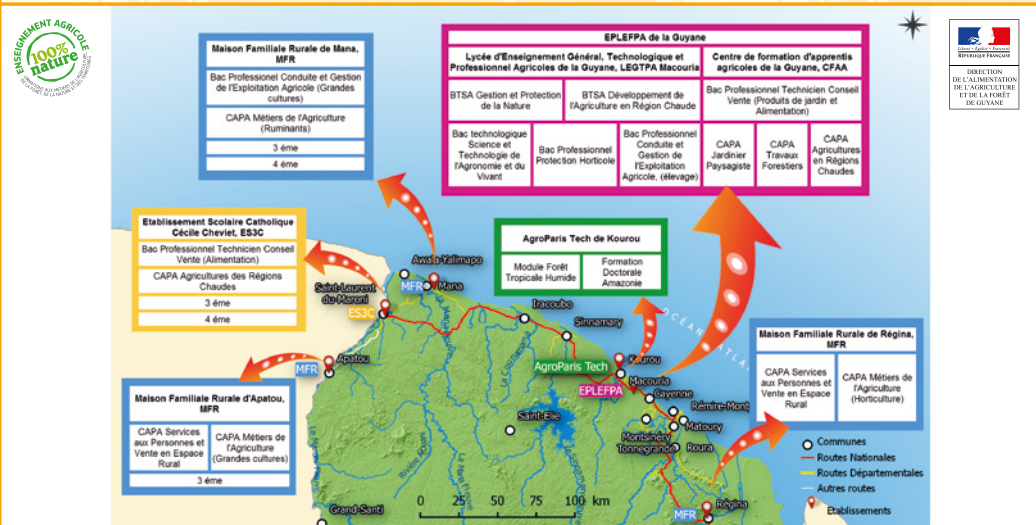 ENSEIGNEMENT AGRICOLE
100%
nature
Liberté • Égalité • Fraternité
RÉPUBLIQUE FRANÇAISE
DIRECTION
DE L'ALIMENTATION
DE L'AGRICULTURE
ET DE LA FORÊT
DE GUYANE
Maison Familiale Rurale de Mana,
MFR
Bac Professionel Conduite et Gestion
de l'Exploitation Agricole (Grandes
cultures)
CAPA Métiers de l'Agriculture
(Ruminants)
3 éme
4 éme
EPLEFPA de la Guyane
Lycée d'Enseignement Général, Technologique et
Professionnel Agricoles de la Guyane, LEGTPA Macouria
BTSA Gestion et Protection
de la Nature
BTSA Développement de
l'Agriculture en Région Chaude
Bac technologique
Science et
Technologie de
l'Agronomie et du
Vivant
Bac Professionnel
Protection Horticole
Bac Professionnel
Conduite et
Gestion de
l'Exploitation
Agricole, (élevage)
Centre de formation d'apprentis
agricoles de la Guyane, CFAA
Bac Professionnel Technicien Conseil
Vente (Produits de jardin et
Alimentation)
CAPA
Jardinier
Paysagiste
CAPA
Travaux
Forestiers
CAPA
Agricultures
en Régions
Chaudes
Etablissement Scolaire Catholique
Cécile Cheviet, ES3C
Bac Professionnel Technicien Conseil
Vente (Alimentation)
CAPA Agricultures des Régions
Chaudes
3 éme
4 éme
AgroParis Tech de Kourou
Module Forêt
Tropicale Humide
Formation
Doctorale
Amazonie
Maison Familiale Rurale de Régina,
MFR
CAPA Services
aux Personnes et
Vente en Espace
Rural
CAPA Métiers de
l'Agriculture
(Horticulture)
Maison Familiale Rurale d'Apatou,
MFR
CAPA Services
aux Personnes et
Vente en Espace
Rural
CAPA Métiers de
l'Agriculture
(Grandes cultures)
3 éme
Awala-Yalimapo
MFR
Mana
Saint-Laurent
du-Maroni
ES3C
Iracoubo
Sinnamary
OCÉAN ATLA
MFR
Apatou
AgroParis Tech
Kourou
EPLEFPA
Macouria
Cayenne
Rémire-Mont
Matoury
Montsinéry
Tonnegrande
Roura
Saint-Elie
Grand-Santi
MFR
Régina
0 25 50 75 100 km
Communes
Routes Nationales
Routes Départementales
Autres routes
Etablissements